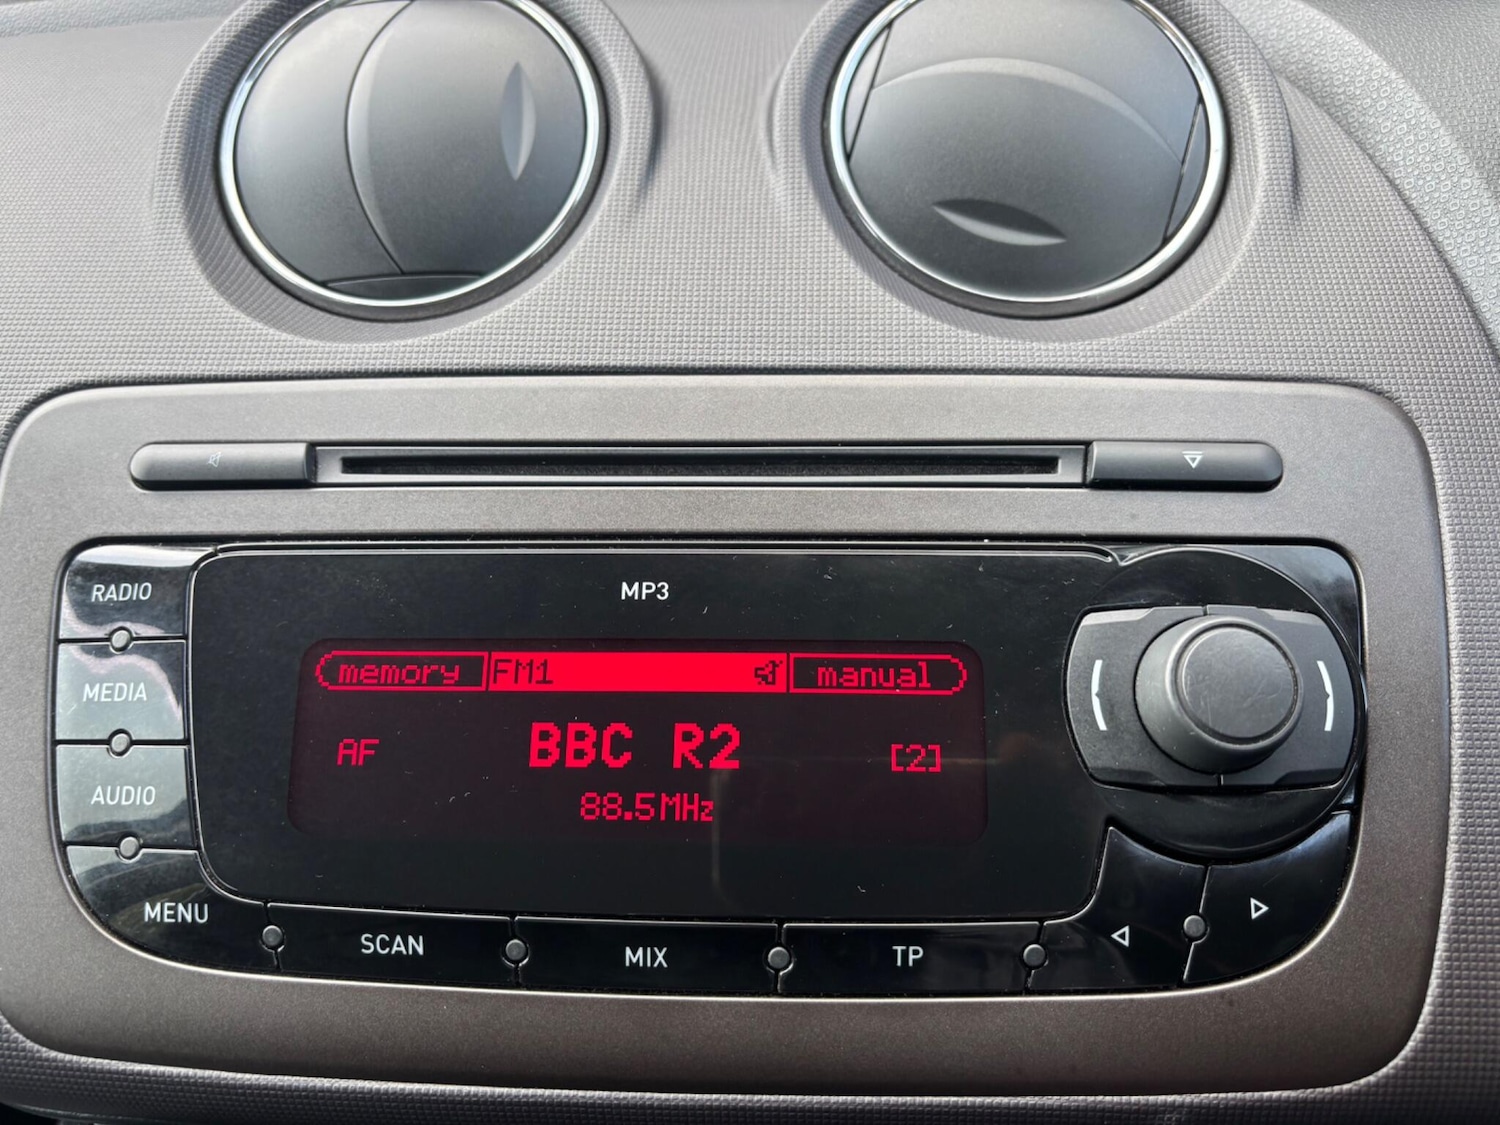 RADIO
MP3
memory FM1 manual
MEDIA
AF BBC R2 [2]
88.5MHz
AUDIO
MENU
SCAN
MIX
TP